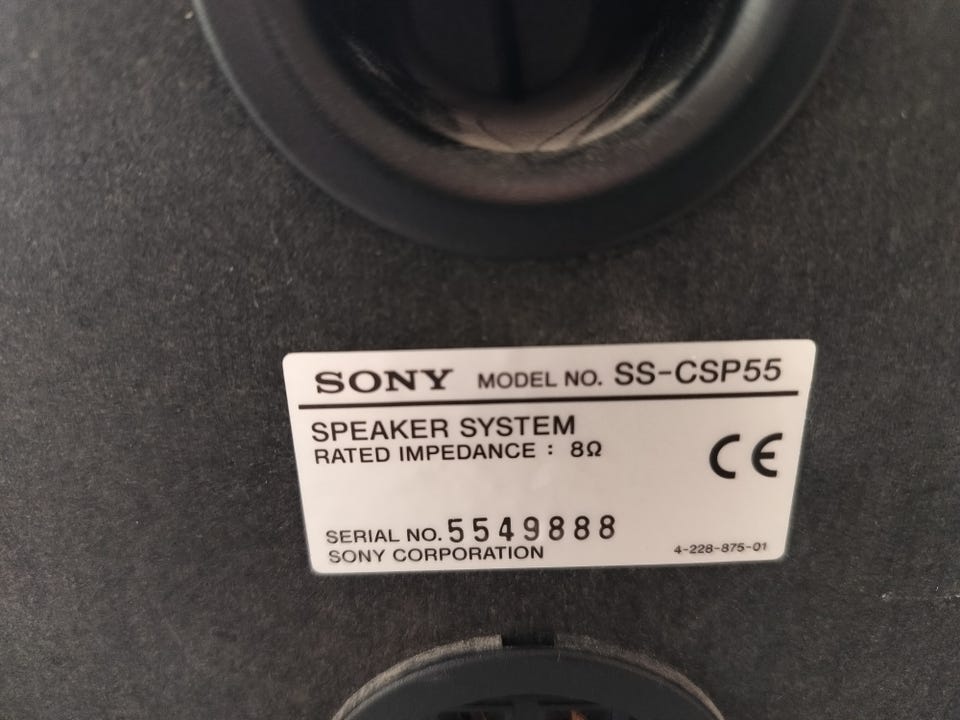 SONY MODEL NO. SS-CSP55
SPEAKER SYSTEM
RATED IMPEDANCE : 8Ω
CE
SERIAL NO. 5549888
SONY CORPORATION 4-228-875-01